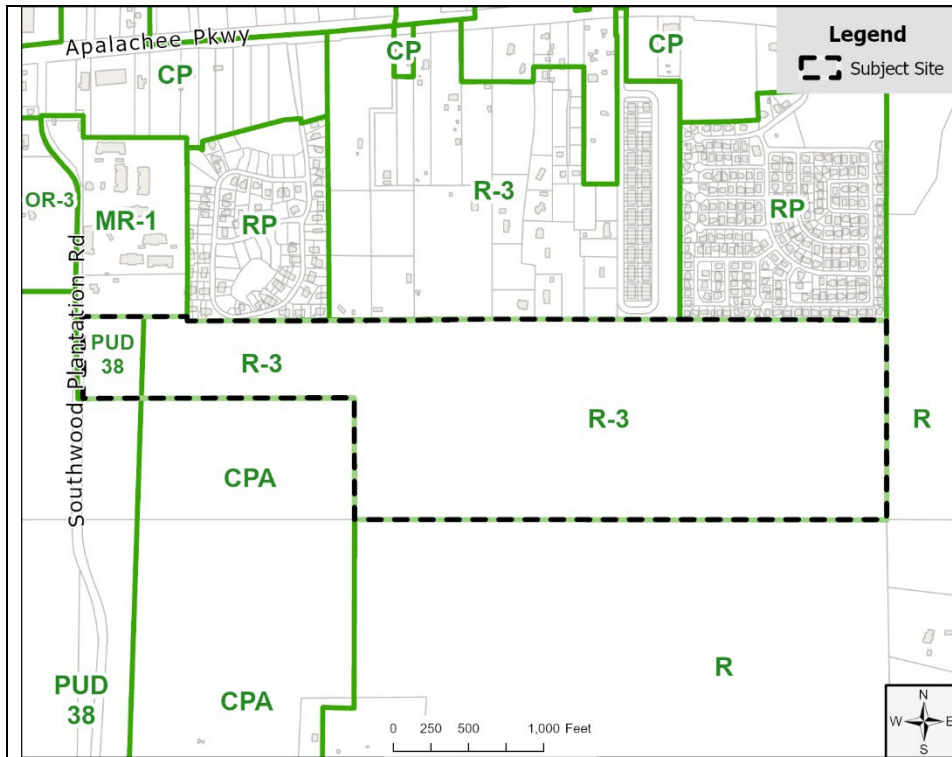 Apalachee Pkwy
CP
CP
CP
Legend
Subject Site
OR-3
MR-1
RP
R-3
RP
Southwood Plantation Rd
PUD
38
R-3
R-3
R
CPA
PUD
38
CPA
R
0 250 500 1,000 Feet
N
W E
S